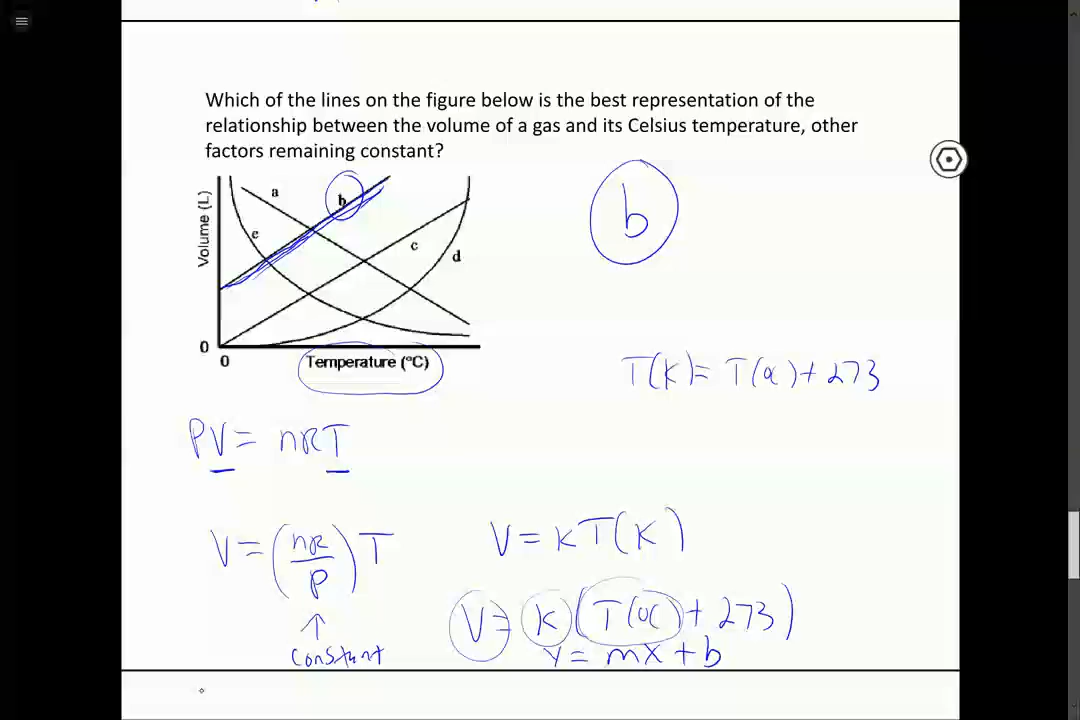 Which of the lines on the figure below is the best representation of the
relationship between the volume of a gas and its Celsius temperature, other
factors remaining constant?
a
b
e
c
d
Volume (L)
0
0
Temperature (°C)
b
T(K) = T(°C) + 273
PV = nRT
V = (nR/P) T
V = KT(K)
↑
V = K(T(°C) + 273)
constant
y = mx + b